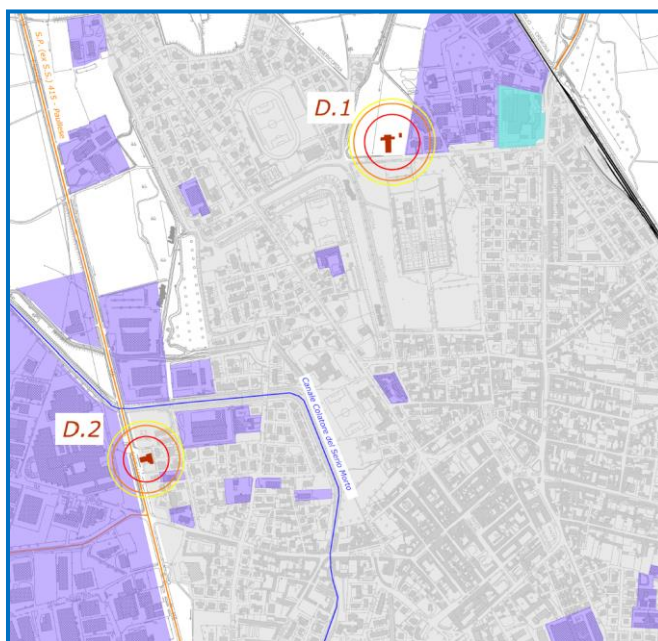 S.P. (ex S.S.) 415 - Paullese
D.1
D.2
Canale Colatore del Serio Morto